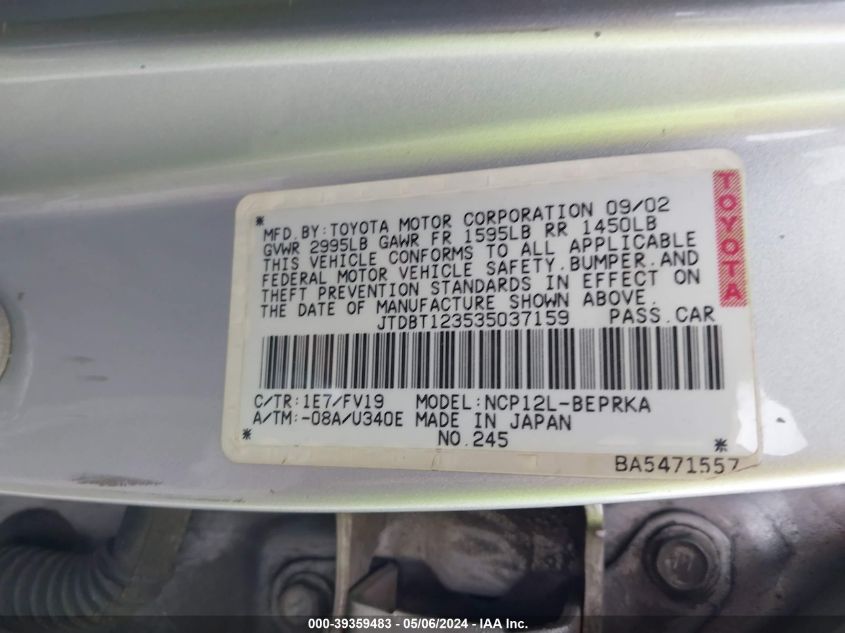 * MFD. BY: TOYOTA MOTOR CORPORATION 09/02
GVWR 2995LB GAWR FR 1595LB RR 1450LB
THIS VEHICLE CONFORMS TO ALL APPLICABLE
FEDERAL MOTOR VEHICLE SAFETY, BUMPER, AND
THEFT PREVENTION STANDARDS IN EFFECT ON
THE DATE OF MANUFACTURE SHOWN ABOVE.
JTDBT123535037159 PASS. CAR
TOYOTA
C/TR: 1E7/FV19 MODEL: NCP12L-BEPRKA
A/TM: -08A/U340E MADE IN JAPAN
* NO. 245 *
BA5471557
000-39359483 - 05/06/2024 - IAA Inc.